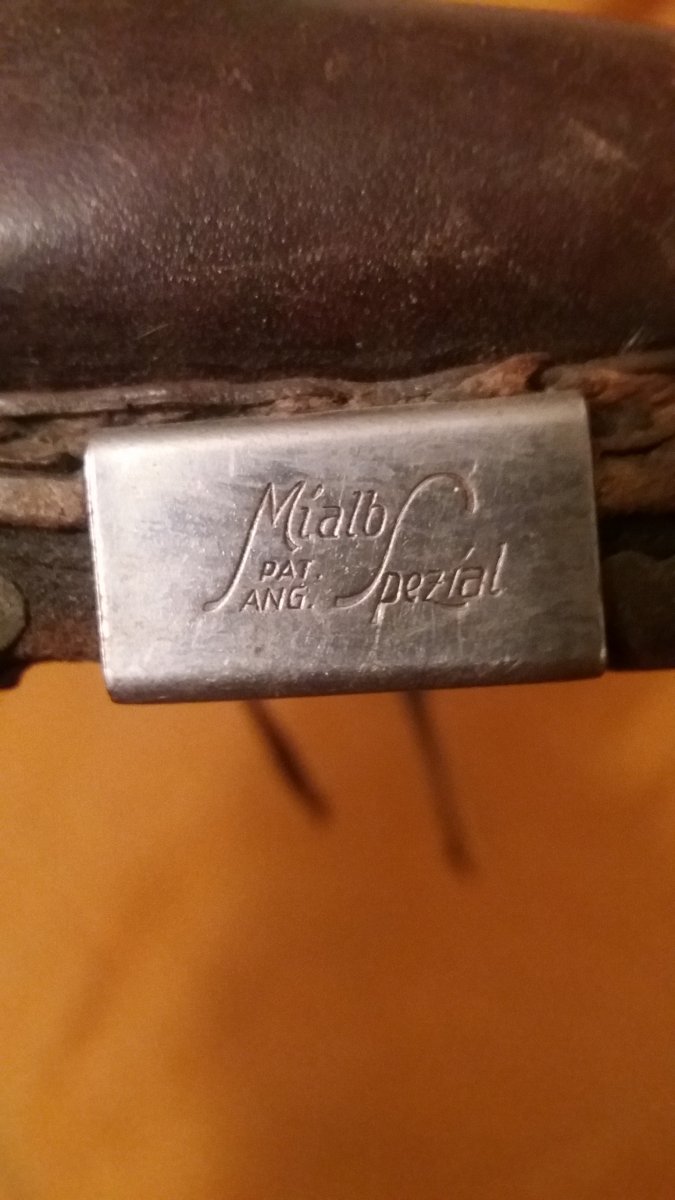 Mialb
PAT.
ANG.
Spezial